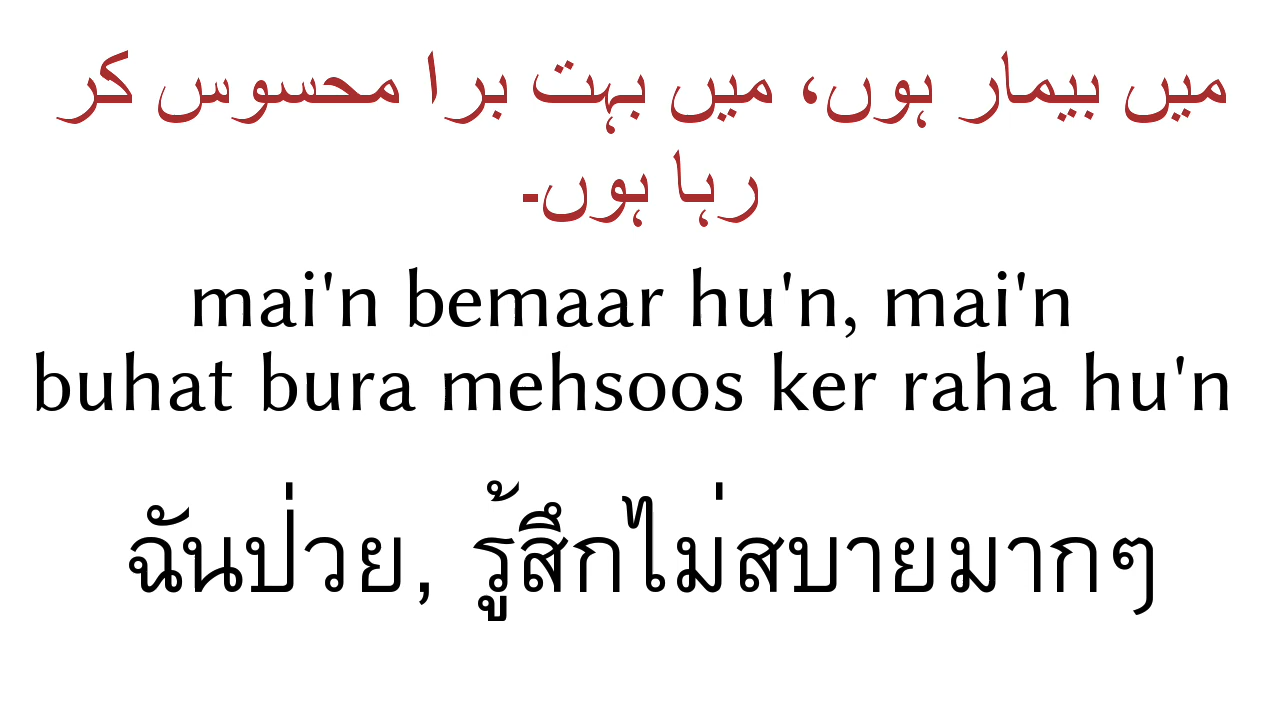 میں بیمار ہوں، میں بہت برا محسوس کر
رہا ہوں۔
mai'n bemaar hu'n, mai'n
buhat bura mehsoos ker raha hu'n
ฉันป่วย, รู้สึกไม่สบายมากๆ